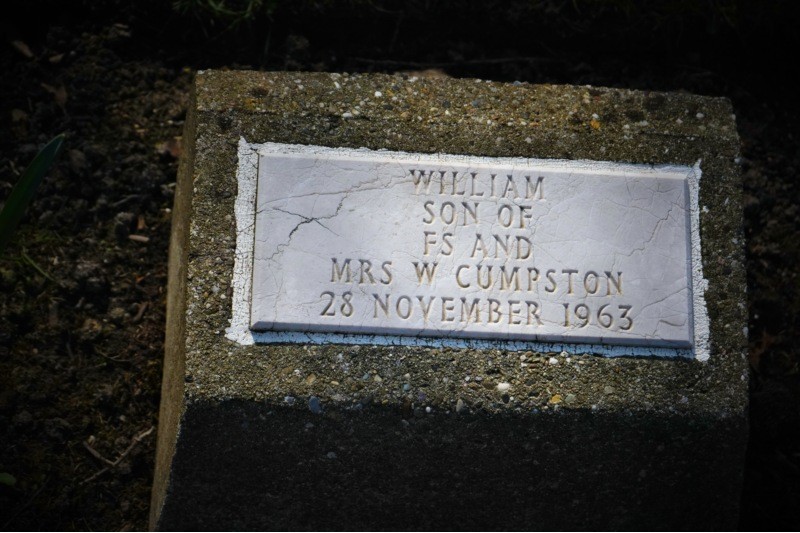 WILLIAM
SON OF
FS AND
MRS W CUMPSTON
28 NOVEMBER 1963